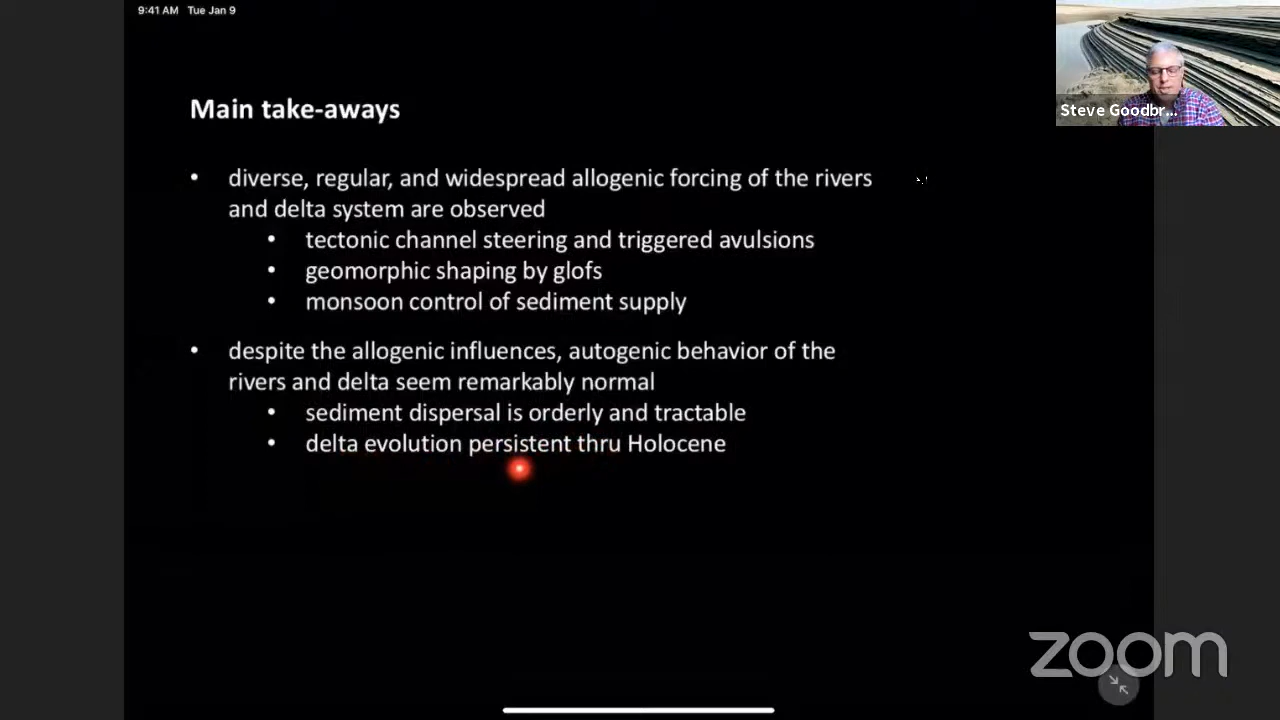 9:41 AM Tue Jan 9
Main take-aways
• diverse, regular, and widespread allogenic forcing of the rivers
and delta system are observed
• tectonic channel steering and triggered avulsions
• geomorphic shaping by glofs
• monsoon control of sediment supply
• despite the allogenic influences, autogenic behavior of the
rivers and delta seem remarkably normal
• sediment dispersal is orderly and tractable
• delta evolution persistent thru Holocene
Steve Goodbr...
zoom